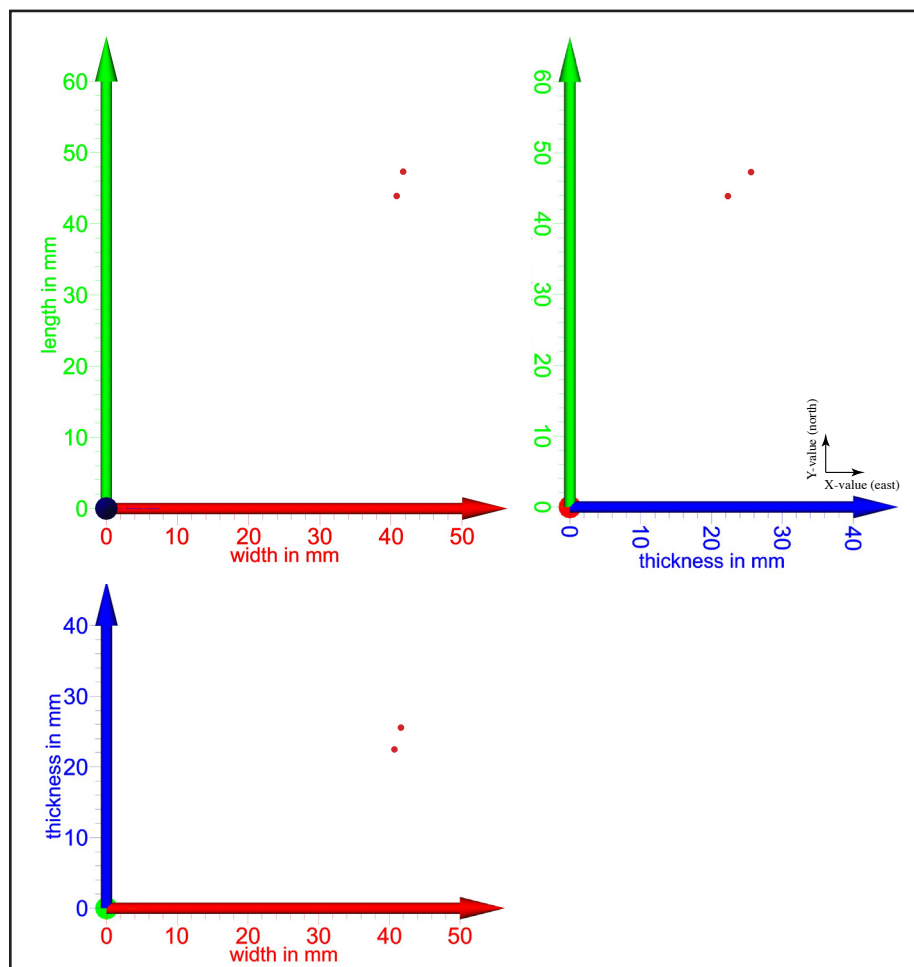 60
50
40
30
20
10
0
length in mm
0 10 20 30 40 50
width in mm
60
50
40
30
20
10
0
0 10 20 30 40
thickness in mm
Y-value (north)
X-value (east)
40
30
20
10
0
thickness in mm
0 10 20 30 40 50
width in mm